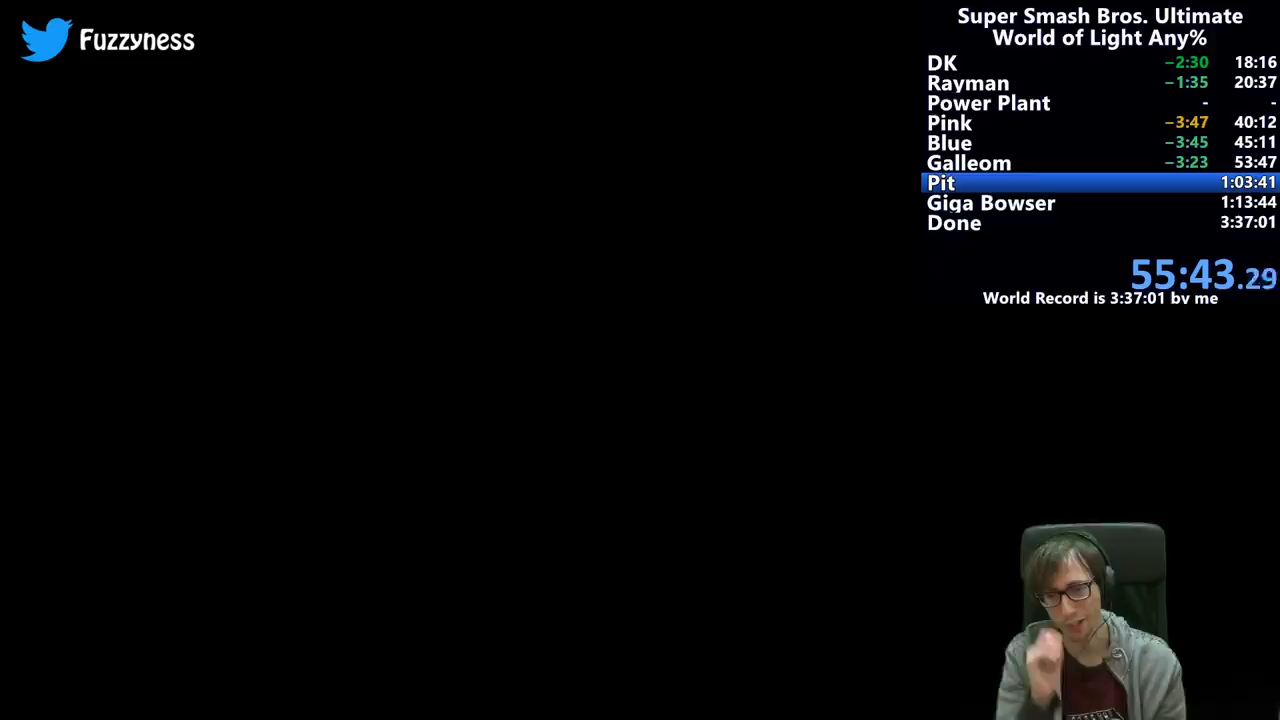 Fuzzyness
Super Smash Bros. Ultimate
World of Light Any%
DK -2:30 18:16
Rayman -1:35 20:37
Power Plant - -
Pink -3:47 40:12
Blue -3:45 45:11
Galleom -3:23 53:47
Pit 1:03:41
Giga Bowser 1:13:44
Done 3:37:01
55:43.29
World Record is 3:37:01 by me